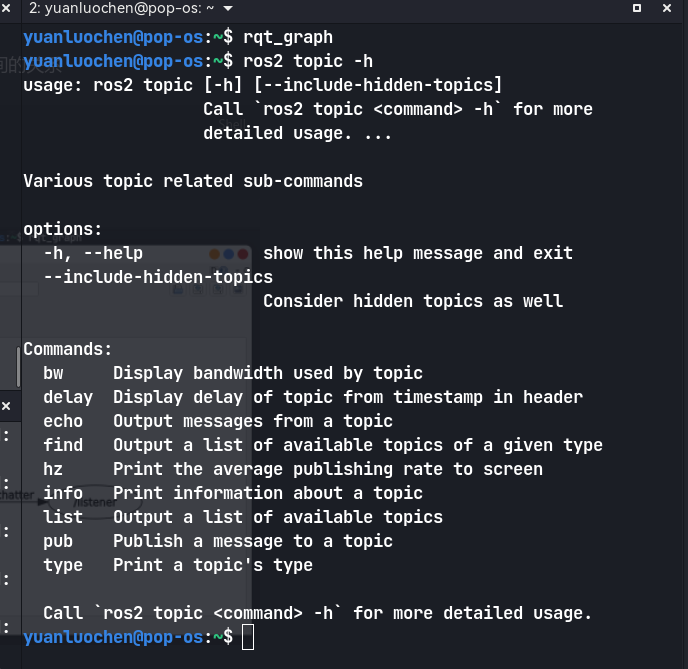 2: yuanluochen@pop-os: ~
yuanluochen@pop-os:~$ rqt_graph
yuanluochen@pop-os:~$ ros2 topic -h
usage: ros2 topic [-h] [--include-hidden-topics]
Call `ros2 topic <command> -h` for more
detailed usage. ...
Various topic related sub-commands
options:
-h, --help show this help message and exit
--include-hidden-topics
Consider hidden topics as well
Commands:
bw Display bandwidth used by topic
delay Display delay of topic from timestamp in header
echo Output messages from a topic
find Output a list of available topics of a given type
hz Print the average publishing rate to screen
info Print information about a topic
list Output a list of available topics
pub Publish a message to a topic
type Print a topic's type
Call `ros2 topic <command> -h` for more detailed usage.
yuanluochen@pop-os:~$
rqt_graph
listener